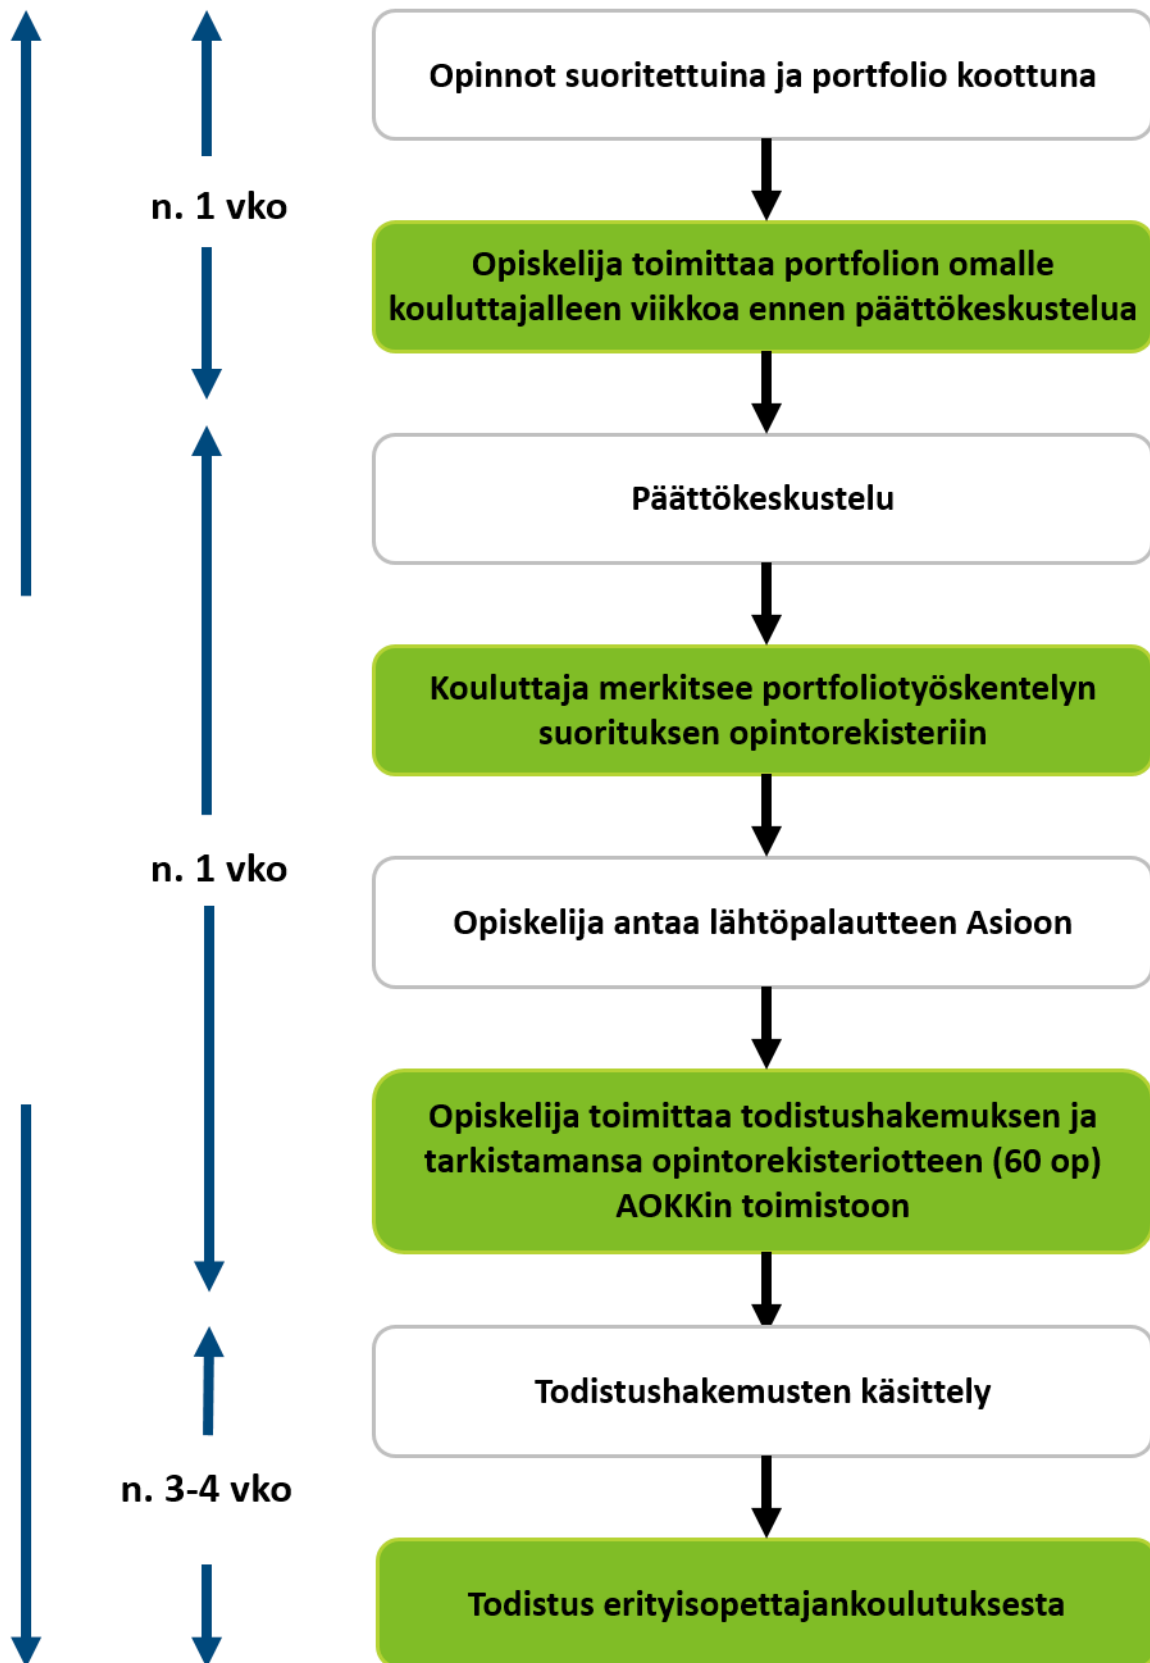 Opinnot suoritettuina ja portfolio koottuna
n. 1 vko
Opiskelija toimittaa portfolion omalle
kouluttajalleen viikkoa ennen päättökeskustelua
Päättökeskustelu
Kouluttaja merkitsee portfoliotyöskentelyn
suorituksen opintorekisteriin
n. 1 vko
Opiskelija antaa lähtöpalautteen Asioon
Opiskelija toimittaa todistushakemuksen ja
tarkistamansa opintorekisteriotteen (60 op)
AOKKin toimistoon
Todistushakemusten käsittely
n. 3-4 vko
Todistus erityisopettajankoulutuksesta